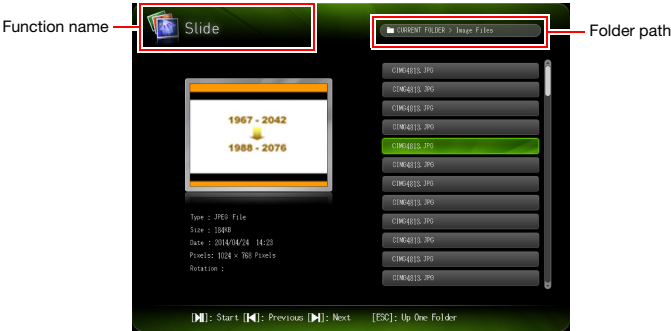 Function name
Slide
CURRENT FOLDER > Image Files
Folder path
1967 - 2042
1988 - 2076
Type : JPEG File
Size : 184KB
Date : 2014/04/24 14:23
Pixels: 1024 × 768 Pixels
Rotation :
CIMG4813.JPG
CIMG4813.JPG
CIMG4813.JPG
CIMG4813.JPG
CIMG4813.JPG
CIMG4813.JPG
CIMG4813.JPG
CIMG4813.JPG
CIMG4813.JPG
CIMG4813.JPG
CIMG4813.JPG
CIMG4813.JPG
[▶||]: Start [|◀]: Previous [▶|]: Next [ESC]: Up One Folder